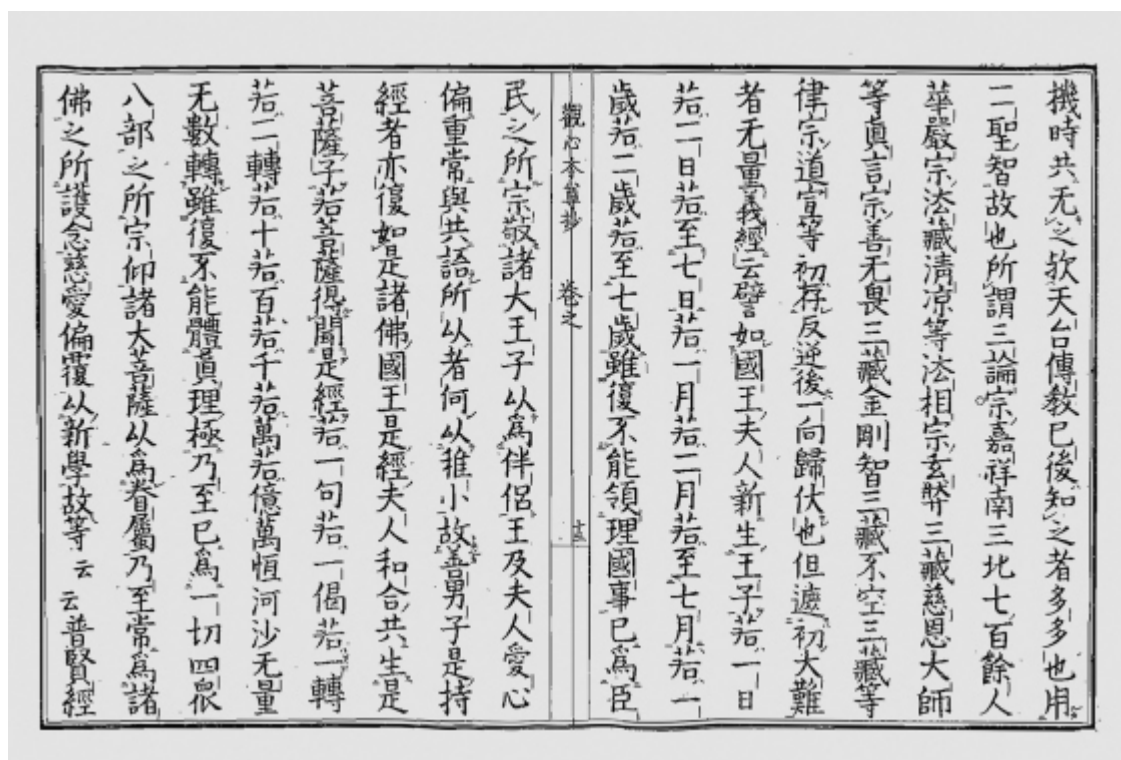 機時共无之欤天台傳教已後知之者多多也用
二聖智故也所謂三論宗嘉祥南三北七百餘人
華嚴宗法藏清凉等法相宗玄弉三藏慈恩大師
等眞言宗善无畏三藏金剛智三藏不空三藏等
律宗道宣等初存反逆後一向歸伏也但遮初大難
者无量義經云譬如國王夫人新生王子若一日
若二日若至七日若一月若二月若至七月若一
歲若二歲若至七歲雖復不能領理國事已爲臣
觀心本尊抄 卷之
民之所宗敬諸大王子以爲伴侶王及夫人愛心
偏重常與共語所以者何以稚小故善男子是持
經者亦復如是諸佛國王是經夫人和合共生是
菩薩子若菩薩得聞是經若一句若一偈若一轉
若二轉若十若百若千若萬若億萬恆河沙无量
无數轉雖復不能體眞理極乃至已爲一切四衆
八部之所宗仰諸大菩薩以爲眷屬乃至常爲諸
佛之所護念慈愛偏覆以新學故等云云普賢經